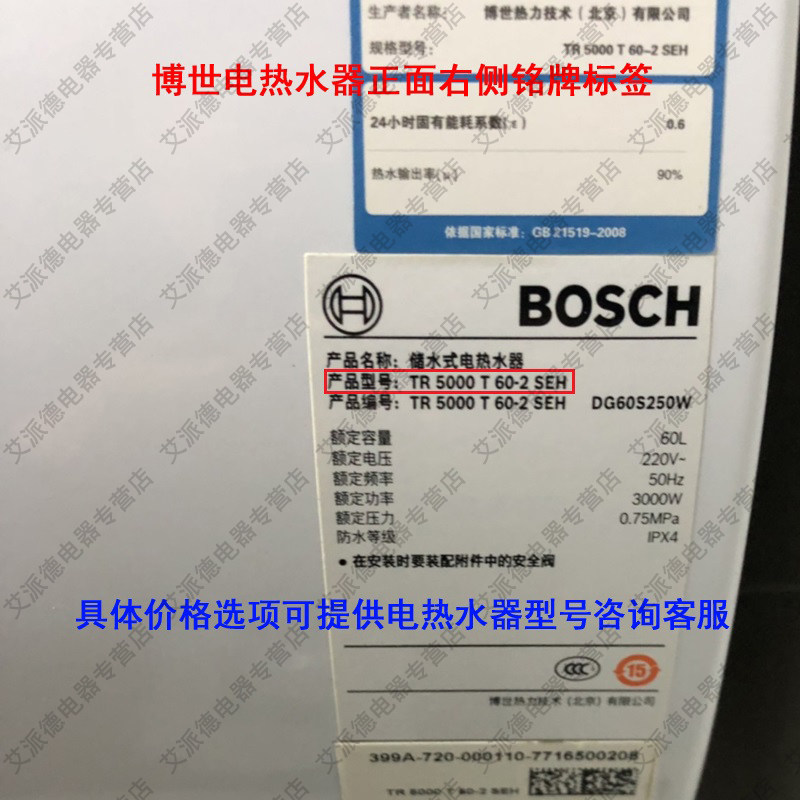 生产者名称： 博世热力技术（北京）有限公司
规格型号： TR 5000 T 60-2 SEH
博世电热水器正面右侧铭牌标签
24小时固有能耗系数(ε) 0.6
热水输出率(μ) 90%
依据国家标准：GB 21519-2008
BOSCH
产品名称：储水式电热水器
产品型号：TR 5000 T 60-2 SEH
产品编号：TR 5000 T 60-2 SEH DG60S250W
额定容量 60L
额定电压 220V~
额定频率 50Hz
额定功率 3000W
额定压力 0.75MPa
防水等级 IPX4
● 在安装时要装配附件中的安全阀
具体价格选项可提供电热水器型号咨询客服
CCC 15
博世热力技术（北京）有限公司
399A-720-000110-7716500208
TR 5000 T 60-2 SEH
艾派德电器专营店